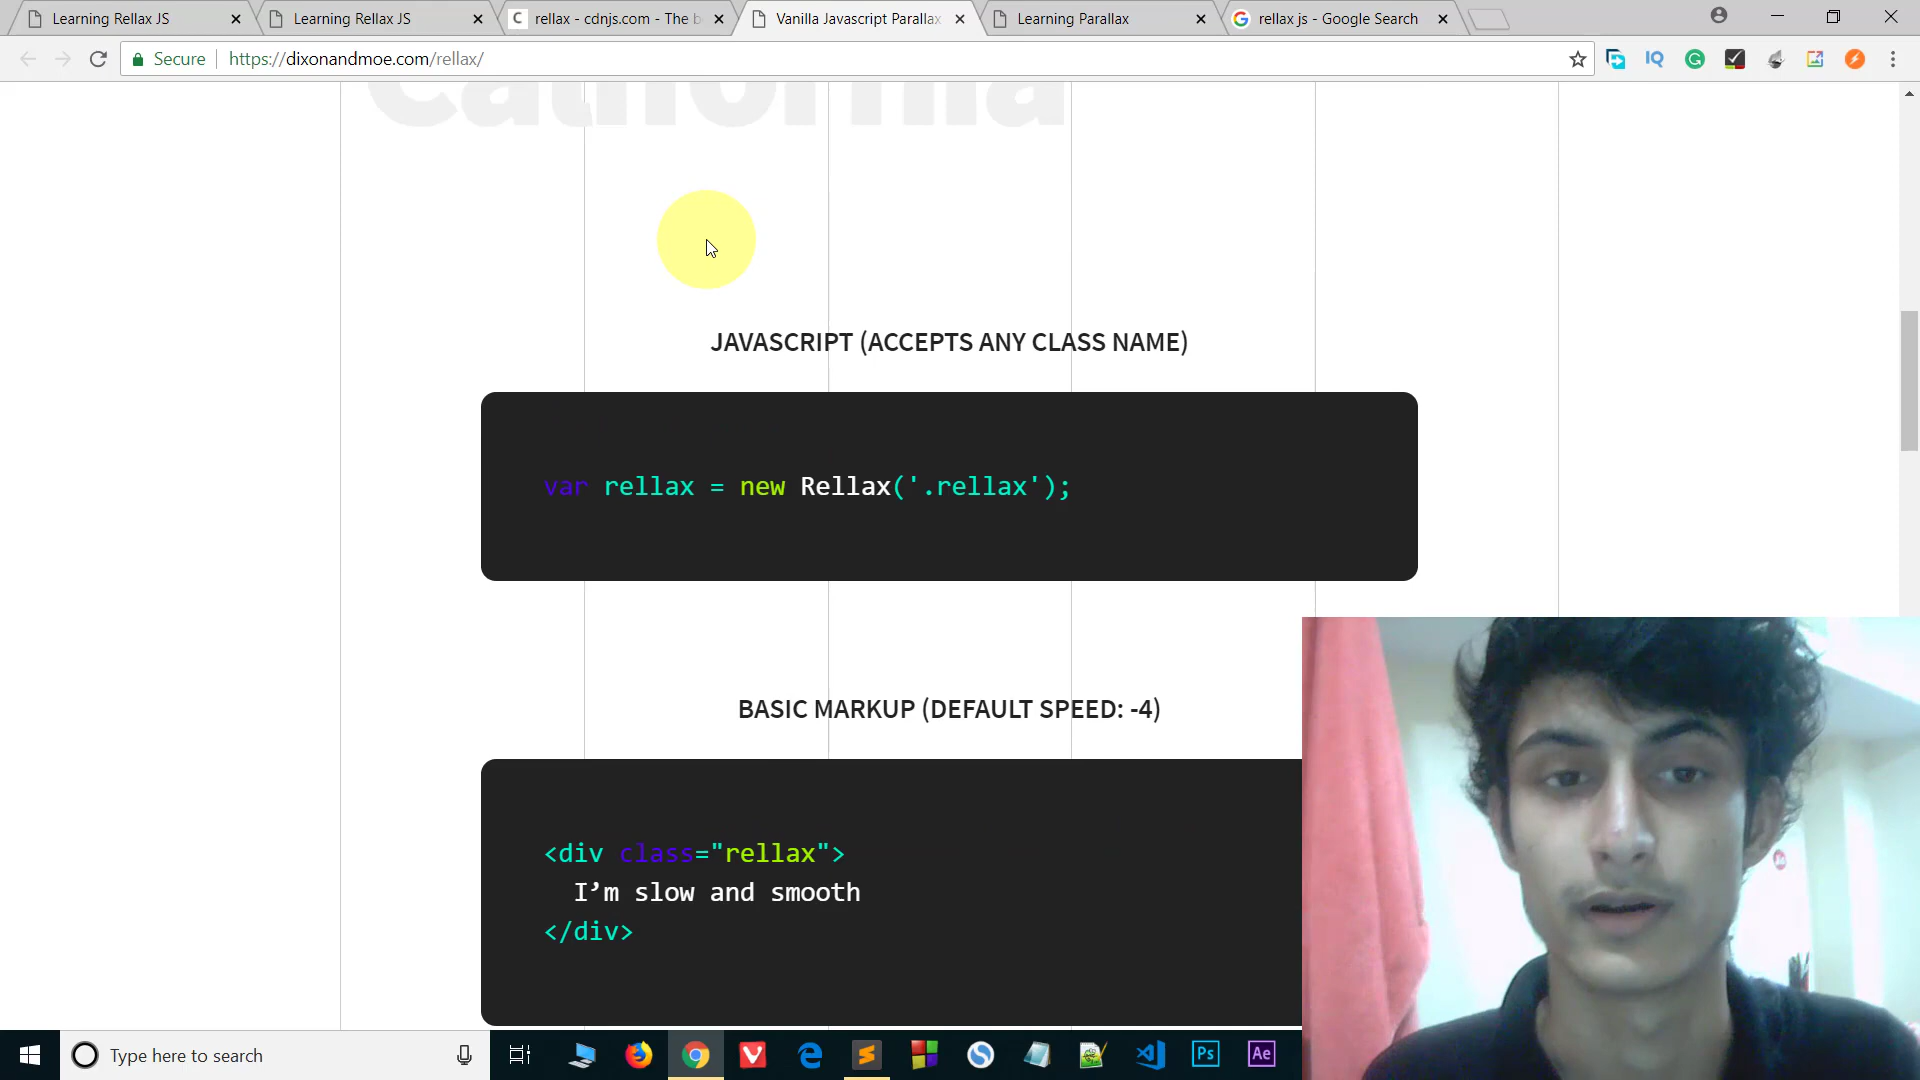 Learning Rellax JS
Learning Rellax JS
rellax - cdnjs.com - The b
Vanilla Javascript Parallax
Learning Parallax
rellax js - Google Search
Secure
https://dixonandmoe.com/rellax/
California
JAVASCRIPT (ACCEPTS ANY CLASS NAME)
var rellax = new Rellax('.rellax');
BASIC MARKUP (DEFAULT SPEED: -4)
<div class="rellax">
I’m slow and smooth
</div>
Type here to search
Ps
Ae